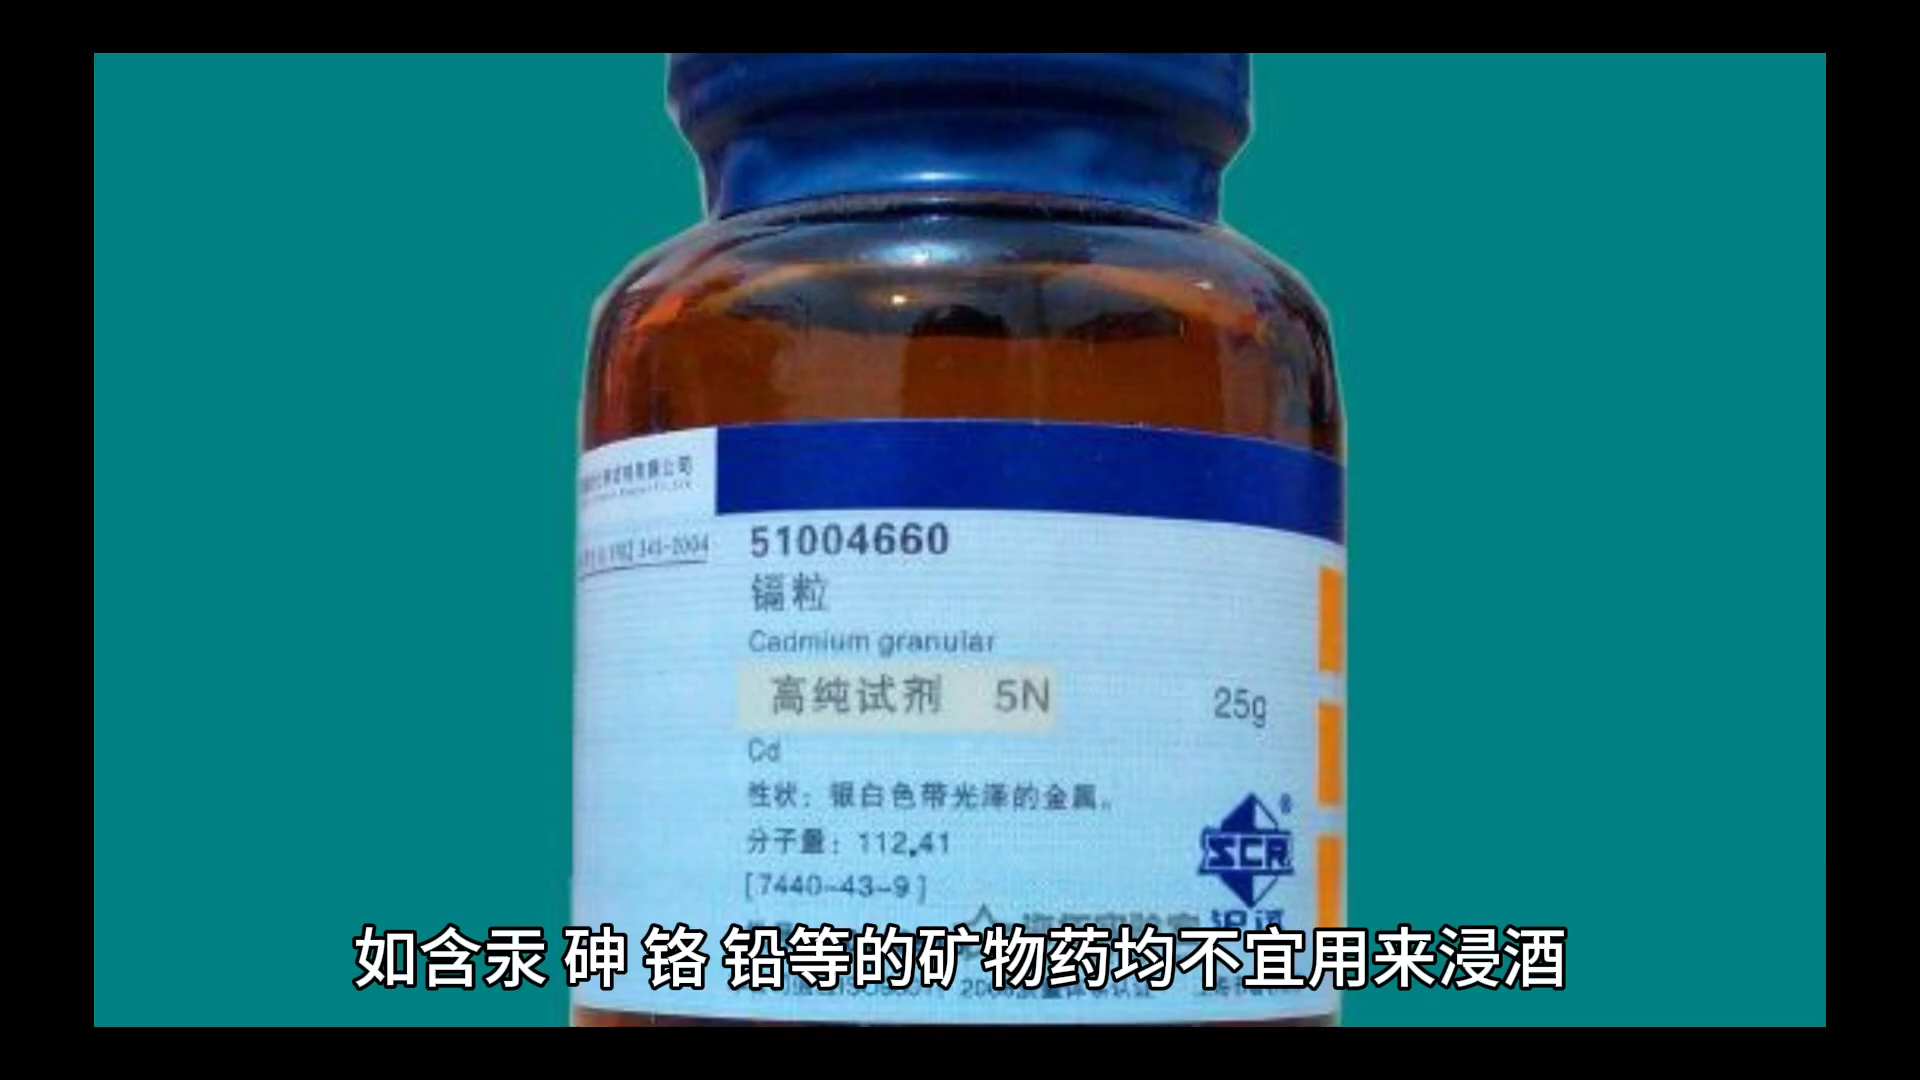 51004660
镉粒
Cadmium granular
高纯试剂 5N
25g
Cd
性状：银白色带光泽的金属。
分子量：112.41
[7440-43-9]
SCR®
沪试
如含汞 砷 铬 铅等的矿物药均不宜用来浸酒